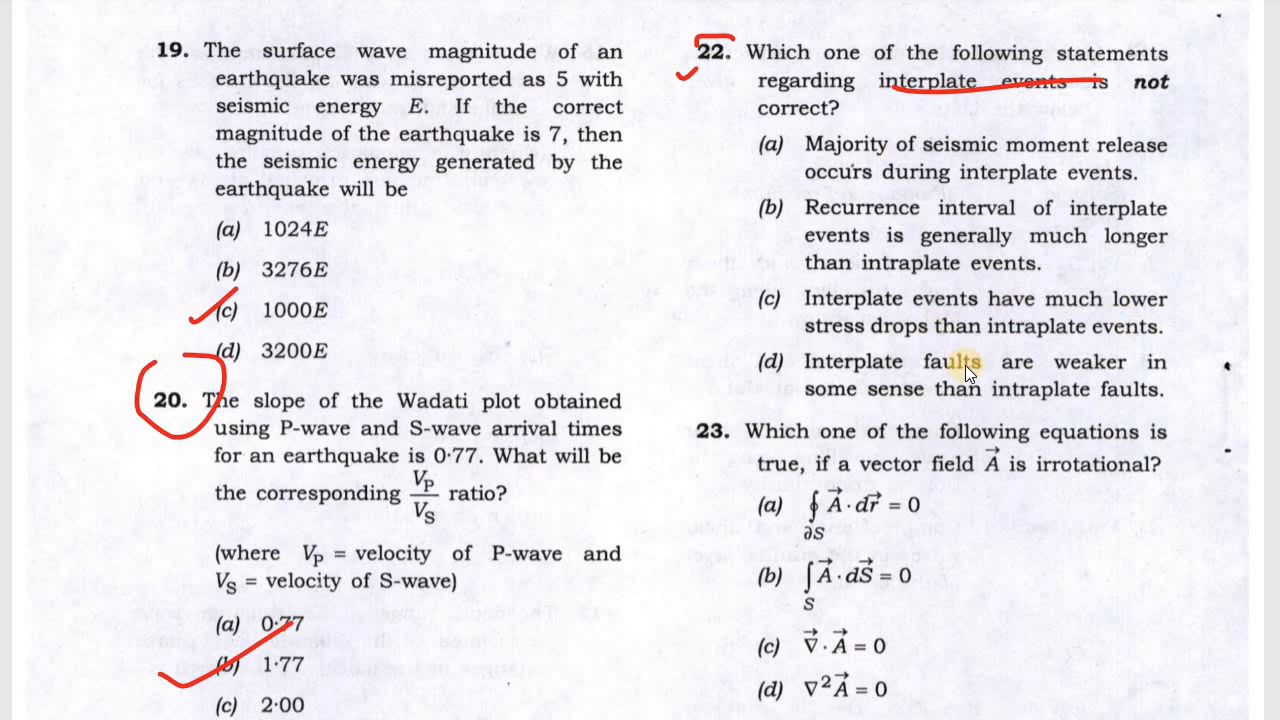 19. The surface wave magnitude of an
earthquake was misreported as 5 with
seismic energy E. If the correct
magnitude of the earthquake is 7, then
the seismic energy generated by the
earthquake will be
(a) 1024E
(b) 3276E
(c) 1000E
(d) 3200E
20. The slope of the Wadati plot obtained
using P-wave and S-wave arrival times
for an earthquake is 0·77. What will be
the corresponding V_P/V_S ratio?
(where V_P = velocity of P-wave and
V_S = velocity of S-wave)
(a) 0·77
(b) 1·77
(c) 2·00
22. Which one of the following statements
regarding interplate events is not
correct?
(a) Majority of seismic moment release
occurs during interplate events.
(b) Recurrence interval of interplate
events is generally much longer
than intraplate events.
(c) Interplate events have much lower
stress drops than intraplate events.
(d) Interplate faults are weaker in
some sense than intraplate faults.
23. Which one of the following equations is
true, if a vector field A⃗ is irrotational?
(a) ∮_∂S A⃗ · dr⃗ = 0
(b) ∫_S A⃗ · dS⃗ = 0
(c) ∇⃗ · A⃗ = 0
(d) ∇² A⃗ = 0